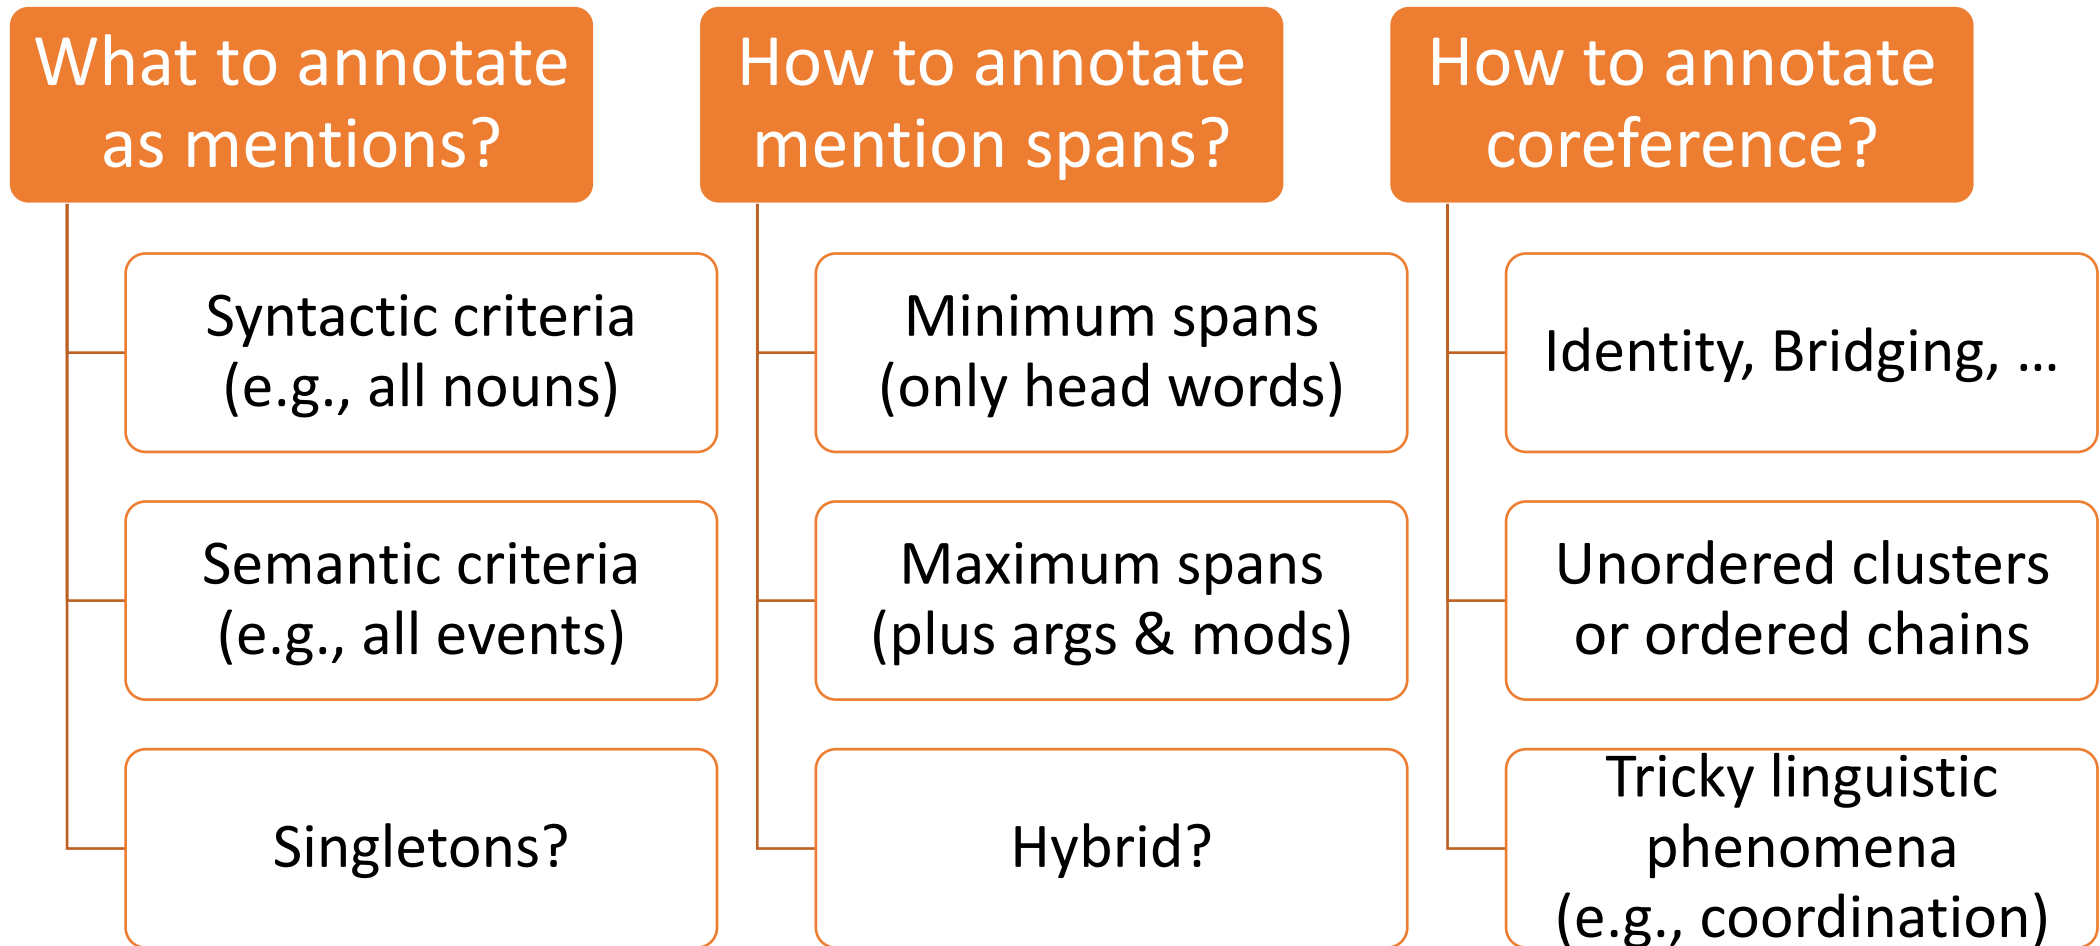 What to annotate
as mentions?
Syntactic criteria
(e.g., all nouns)
Semantic criteria
(e.g., all events)
Singletons?
How to annotate
mention spans?
Minimum spans
(only head words)
Maximum spans
(plus args & mods)
Hybrid?
How to annotate
coreference?
Identity, Bridging, ...
Unordered clusters
or ordered chains
Tricky linguistic
phenomena
(e.g., coordination)